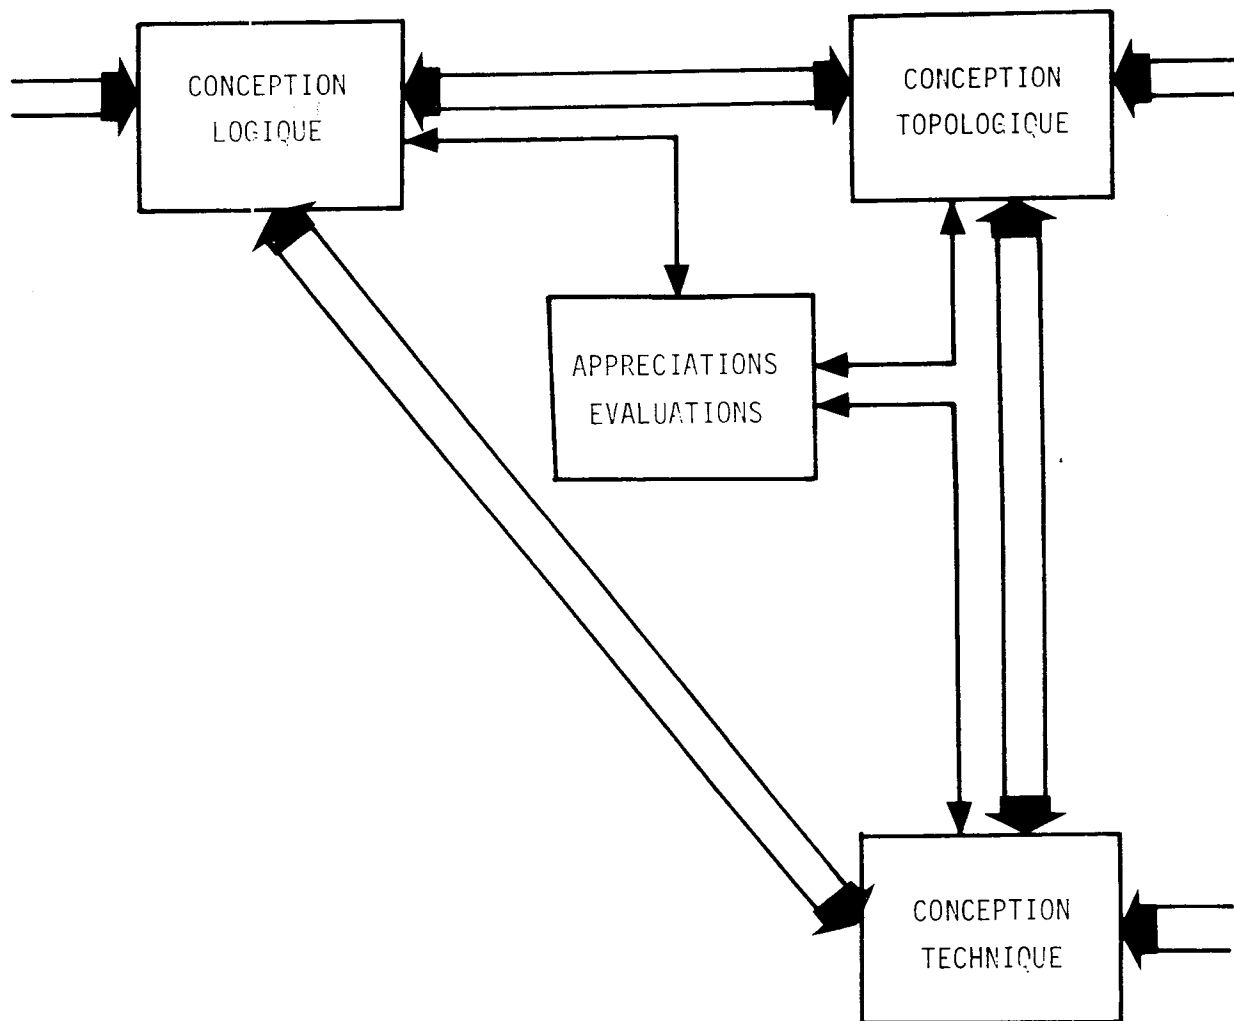 CONCEPTION
LOGIQUE
CONCEPTION
TOPOLOGIQUE
APPRECIATIONS
EVALUATIONS
CONCEPTION
TECHNIQUE